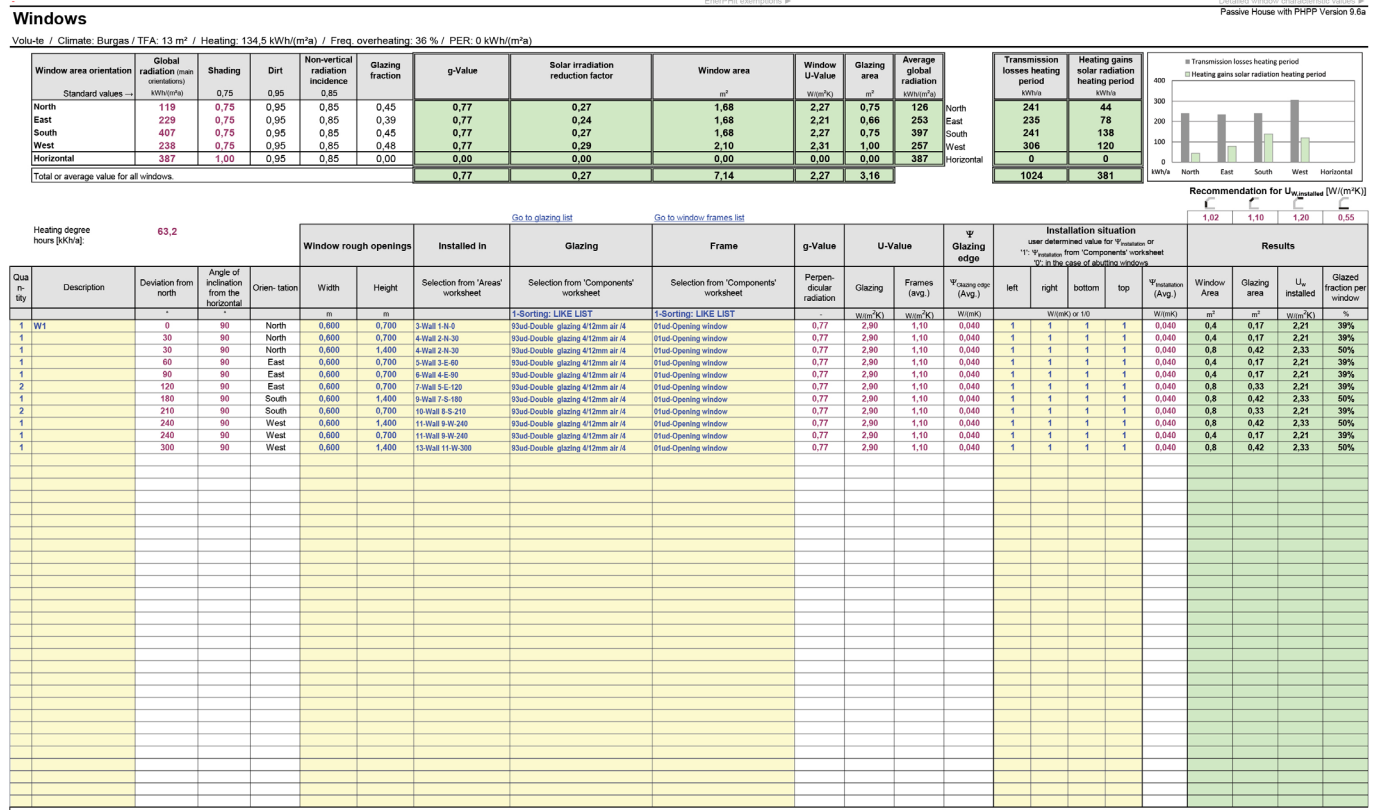 EnerPHit exemptions ►
Detailed window characteristic values ►
Windows
Passive House with PHPP Version 9.6a
Volu-te / Climate: Burgas / TFA: 13 m² / Heating: 134,5 kWh/(m²a) / Freq. overheating: 36 % / PER: 0 kWh/(m²a)
Window area orientation Global radiation (main orientations) Shading Dirt Non-vertical radiation incidence Glazing fraction g-Value Solar irradiation reduction factor Window area Window U-Value Glazing area Average global radiation Transmission losses heating period Heating gains solar radiation heating period
Standard values → kWh/(m²a) 0,75 0,95 0,85 m² W/(m²K) m² kWh/(m²a) kWh/a kWh/a
North 119 0,75 0,95 0,85 0,45 0,77 0,27 1,68 2,27 0,75 126 North 241 44
East 229 0,75 0,95 0,85 0,39 0,77 0,24 1,68 2,21 0,66 253 East 235 78
South 407 0,75 0,95 0,85 0,45 0,77 0,27 1,68 2,27 0,75 397 South 241 138
West 238 0,75 0,95 0,85 0,48 0,77 0,29 2,10 2,31 1,00 257 West 306 120
Horizontal 387 1,00 0,95 0,85 0,00 0,00 0,00 0,00 0,00 0,00 387 Horizontal 0 0
Total or average value for all windows. 0,77 0,27 7,14 2,27 3,16 1024 381
Transmission losses heating period
Heating gains solar radiation heating period
400
300
200
100
0
kWh/a North East South West Horizontal
Recommendation for U W,installed [W/(m²K)]
Go to glazing list Go to window frames list 1,02 1,10 1,20 0,55
Heating degree hours [kKh/a]: 63,2
Window rough openings Installed in Glazing Frame g-Value U-Value Ψ Glazing edge Installation situation user determined value for Ψ Installation or '1': Ψ Installation from 'Components' worksheet '0': in the case of abutting windows Results
Quan-tity Description Deviation from north Angle of inclination from the horizontal Orien- tation Width Height Selection from 'Areas' worksheet Selection from 'Components' worksheet Selection from 'Components' worksheet Perpen-dicular radiation Glazing Frames (avg.) Ψ Glazing edge (Avg.) left right bottom top Ψ Installation (Avg.) Window Area Glazing area U w installed Glazed fraction per window
° ° m m 1-Sorting: LIKE LIST 1-Sorting: LIKE LIST - W/(m²K) W/(m²K) W/(mK) W/(mK) or 1/0 W/(mK) m² m² W/(m²K) %
1 W1 0 90 North 0,600 0,700 3-Wall 1-N-0 93ud-Double glazing 4/12mm air /4 01ud-Opening window 0,77 2,90 1,10 0,040 1 1 1 1 0,040 0,4 0,17 2,21 39%
1 30 90 North 0,600 0,700 4-Wall 2-N-30 93ud-Double glazing 4/12mm air /4 01ud-Opening window 0,77 2,90 1,10 0,040 1 1 1 1 0,040 0,4 0,17 2,21 39%
1 30 90 North 0,600 1,400 4-Wall 2-N-30 93ud-Double glazing 4/12mm air /4 01ud-Opening window 0,77 2,90 1,10 0,040 1 1 1 1 0,040 0,8 0,42 2,33 50%
1 60 90 East 0,600 0,700 5-Wall 3-E-60 93ud-Double glazing 4/12mm air /4 01ud-Opening window 0,77 2,90 1,10 0,040 1 1 1 1 0,040 0,4 0,17 2,21 39%
1 90 90 East 0,600 0,700 6-Wall 4-E-90 93ud-Double glazing 4/12mm air /4 01ud-Opening window 0,77 2,90 1,10 0,040 1 1 1 1 0,040 0,4 0,17 2,21 39%
2 120 90 East 0,600 0,700 7-Wall 5-E-120 93ud-Double glazing 4/12mm air /4 01ud-Opening window 0,77 2,90 1,10 0,040 1 1 1 1 0,040 0,8 0,33 2,21 39%
1 180 90 South 0,600 1,400 9-Wall 7-S-180 93ud-Double glazing 4/12mm air /4 01ud-Opening window 0,77 2,90 1,10 0,040 1 1 1 1 0,040 0,8 0,42 2,33 50%
2 210 90 South 0,600 0,700 10-Wall 8-S-210 93ud-Double glazing 4/12mm air /4 01ud-Opening window 0,77 2,90 1,10 0,040 1 1 1 1 0,040 0,8 0,33 2,21 39%
1 240 90 West 0,600 1,400 11-Wall 9-W-240 93ud-Double glazing 4/12mm air /4 01ud-Opening window 0,77 2,90 1,10 0,040 1 1 1 1 0,040 0,8 0,42 2,33 50%
1 240 90 West 0,600 0,700 11-Wall 9-W-240 93ud-Double glazing 4/12mm air /4 01ud-Opening window 0,77 2,90 1,10 0,040 1 1 1 1 0,040 0,4 0,17 2,21 39%
1 300 90 West 0,600 1,400 13-Wall 11-W-300 93ud-Double glazing 4/12mm air /4 01ud-Opening window 0,77 2,90 1,10 0,040 1 1 1 1 0,040 0,8 0,42 2,33 50%